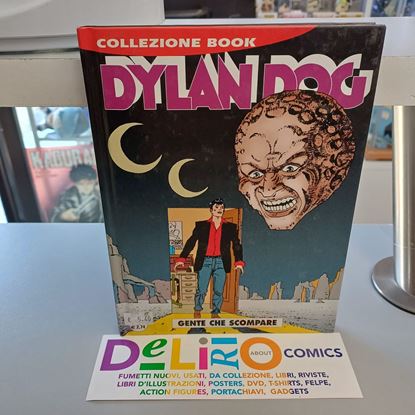 COLLEZIONE BOOK
DYLAN DOG
GENTE CHE SCOMPARE
DeLiRiO ABOUT COMICS
FUMETTI NUOVI, USATI, DA COLLEZIONE, LIBRI, RIVISTE,
LIBRI D'ILLUSTRAZIONI, POSTERS, DVD, T-SHIRTS, FELPE,
ACTION FIGURES, PORTACHIAVI, GADGETS